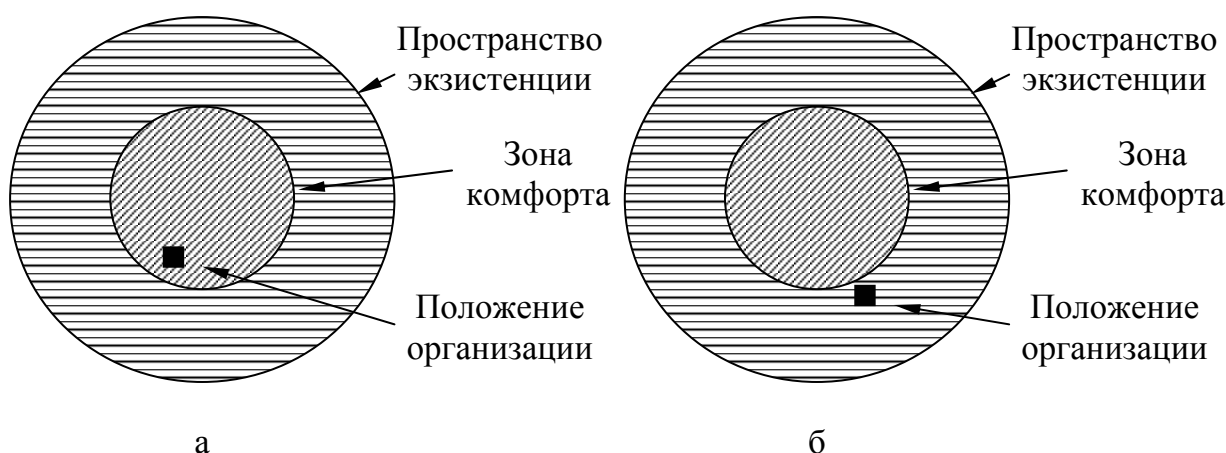 Пространство
экзистенции
Зона
комфорта
Положение
организации
а
Пространство
экзистенции
Зона
комфорта
Положение
организации
б